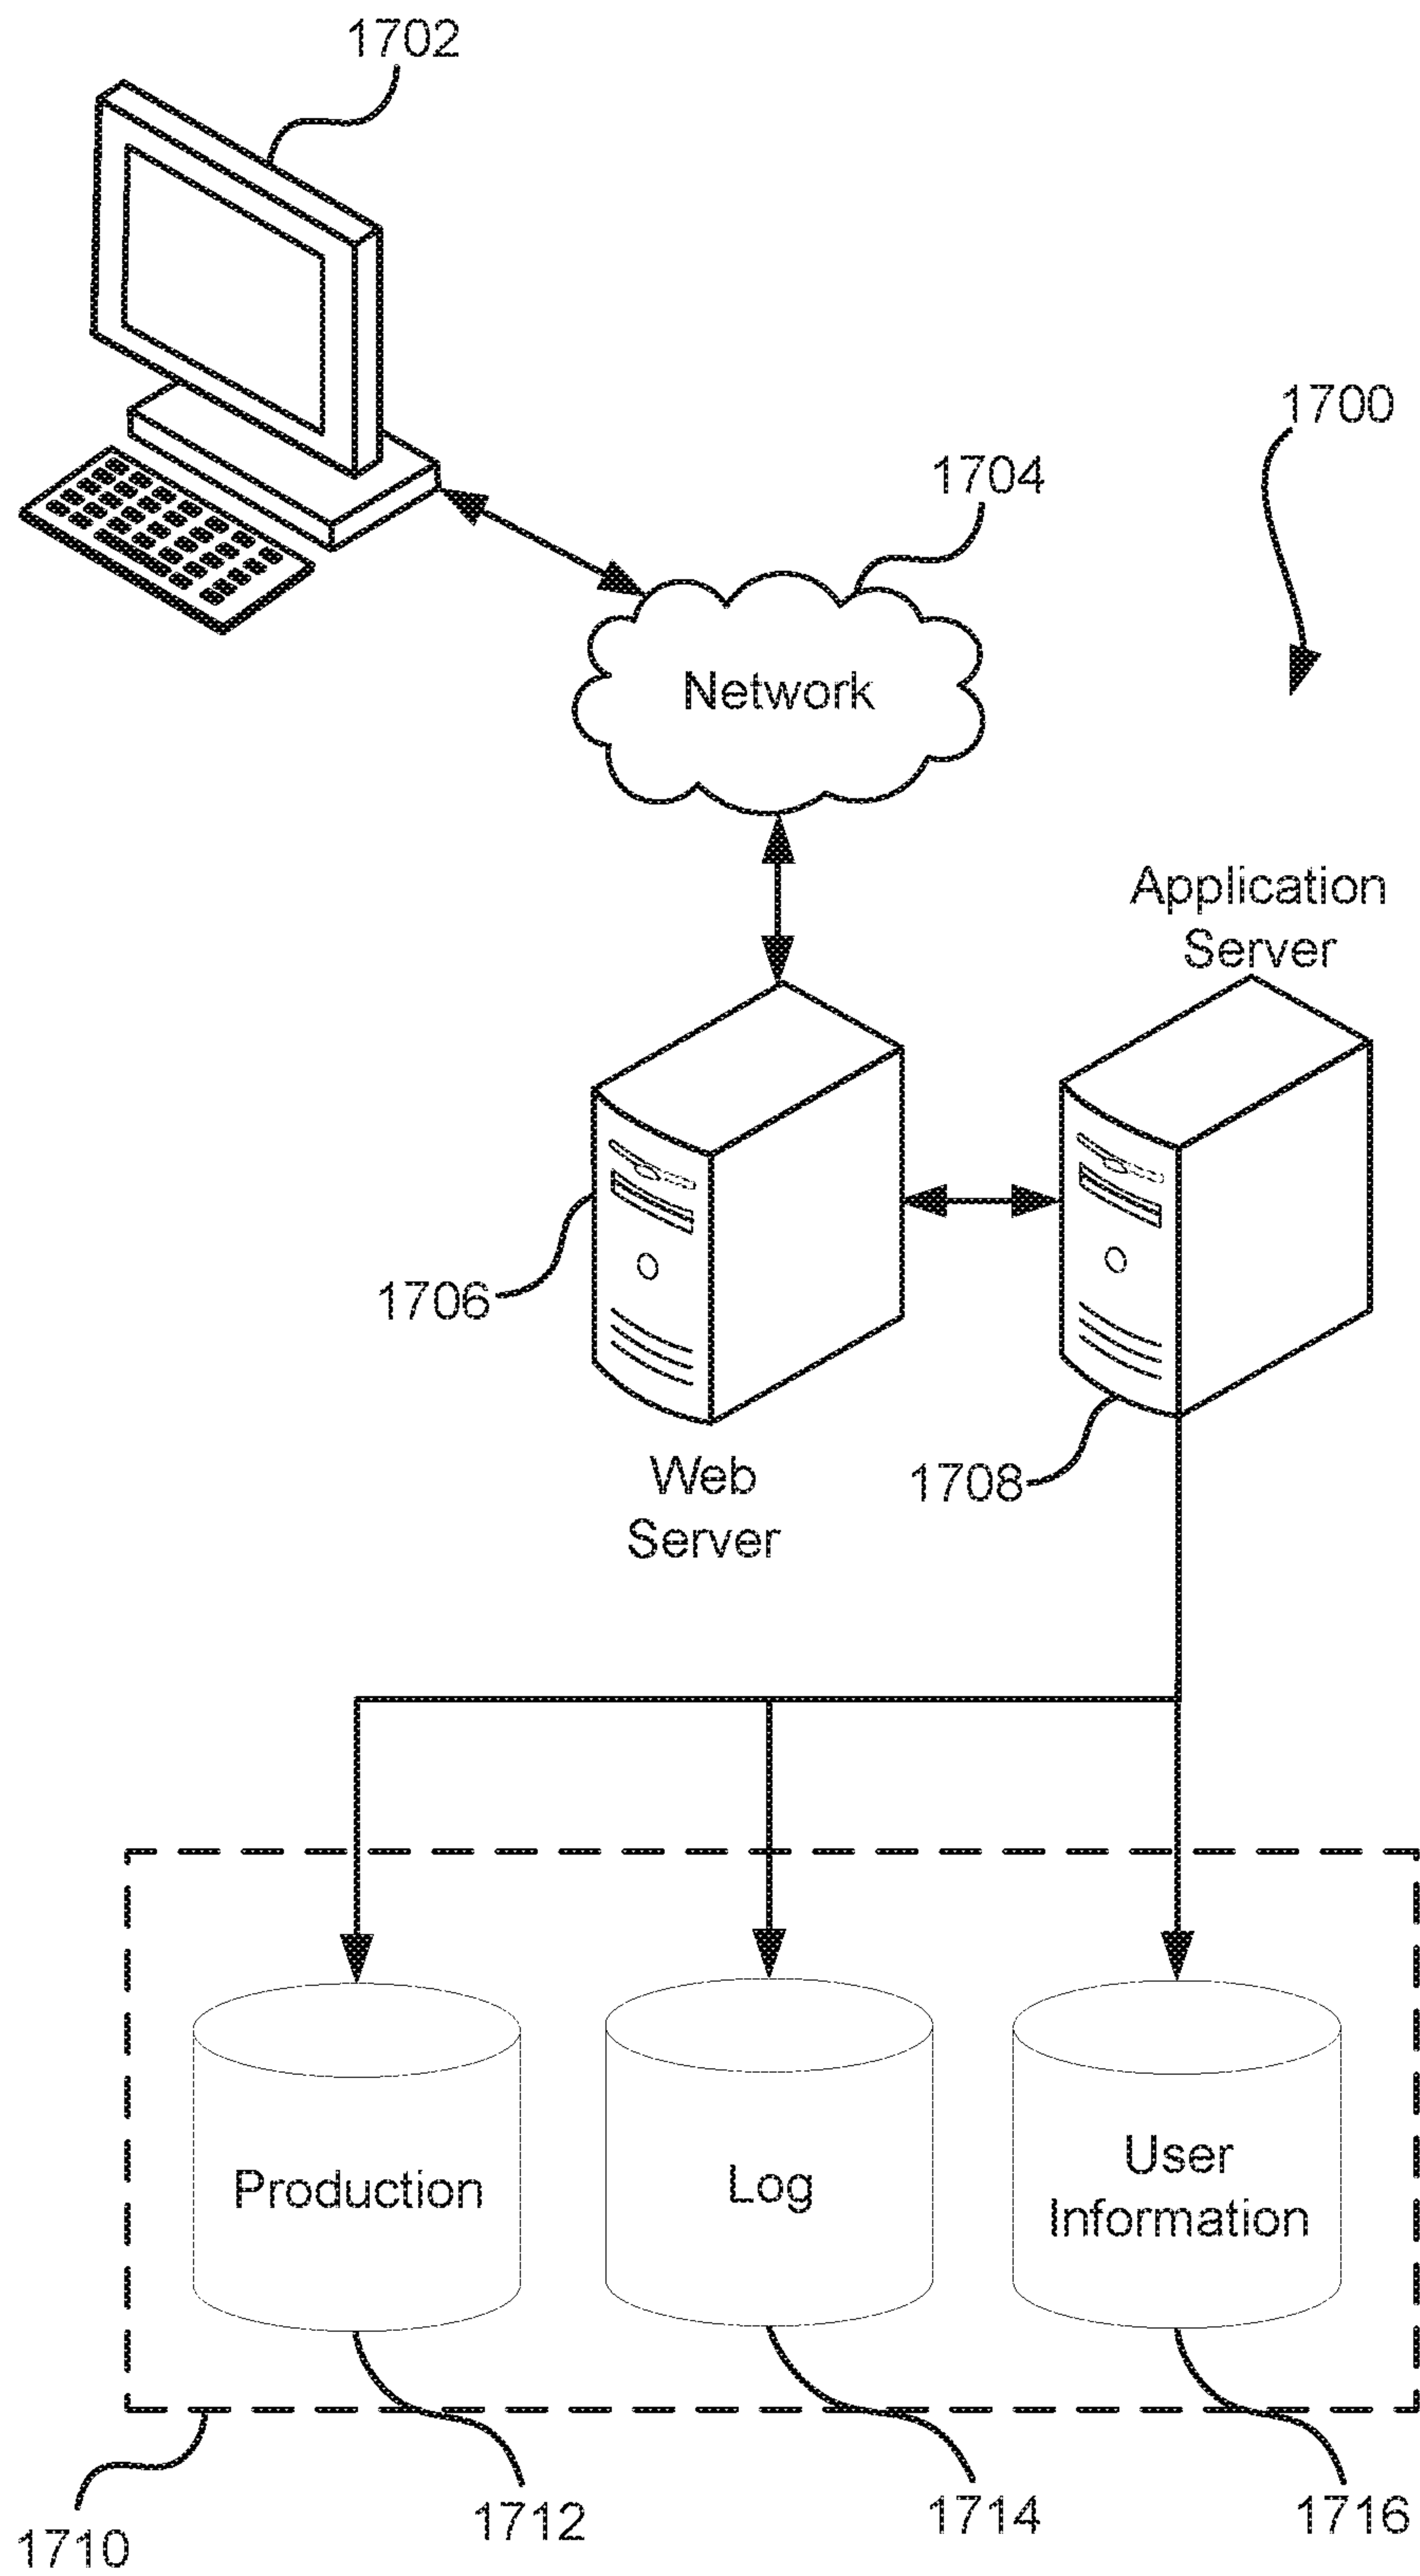 1702
1700
1704
Network
Application
Server
1706
Web
Server
1708
Production
Log
User
Information
1710
1712
1714
1716